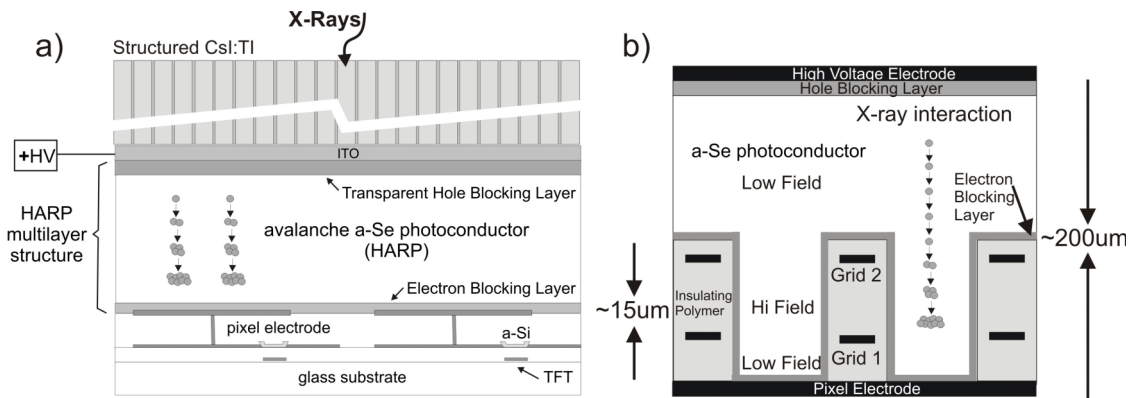 a)
X-Rays
Structured CsI:TI
+HV
ITO
Transparent Hole Blocking Layer
HARP
multilayer
structure
avalanche a-Se photoconductor
(HARP)
Electron Blocking Layer
pixel electrode
a-Si
glass substrate
TFT
b)
High Voltage Electrode
Hole Blocking Layer
X-ray interaction
a-Se photoconductor
Low Field
Electron
Blocking
Layer
~200um
~15um
Insulating
Polymer
Hi Field
Grid 2
Grid 1
Low Field
Pixel Electrode